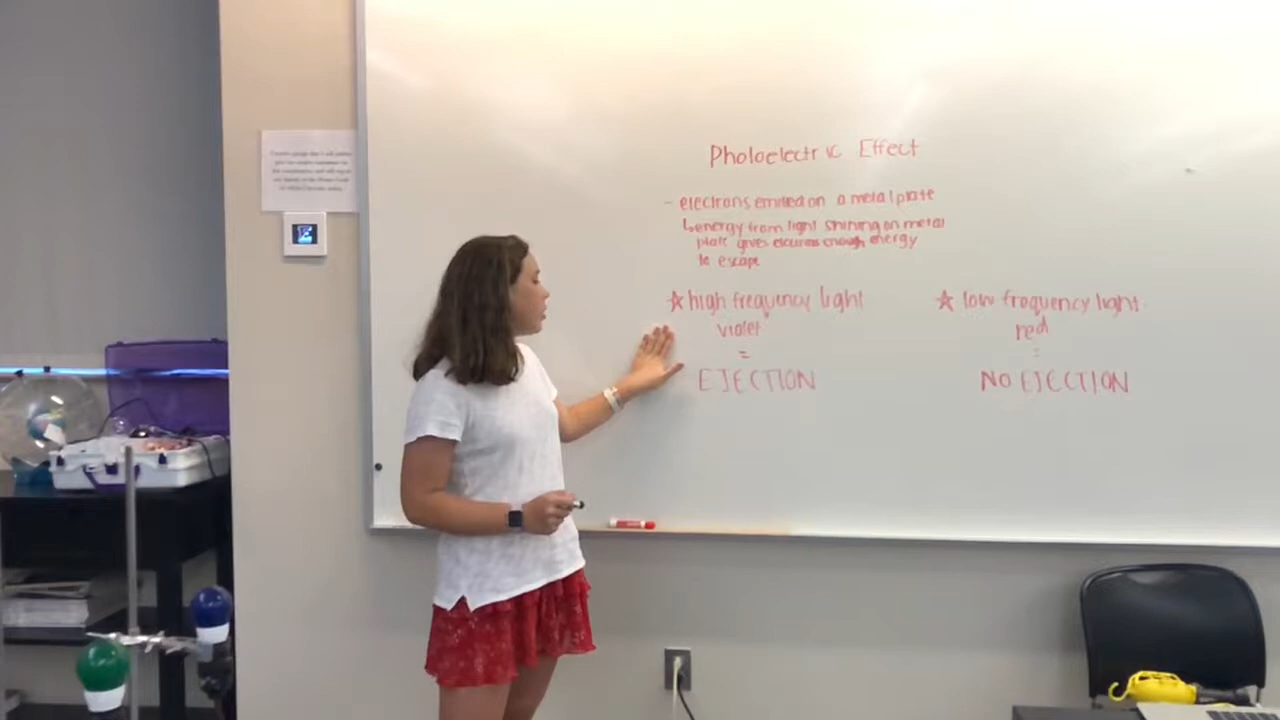 Photoelectric Effect
- electrons emitted on a metal plate
↳ energy from light shining on metal
plate gives electrons enough energy
to escape
☆ high frequency light
violet
=
EJECTION
☆ low frequency light
red
=
NO EJECTION